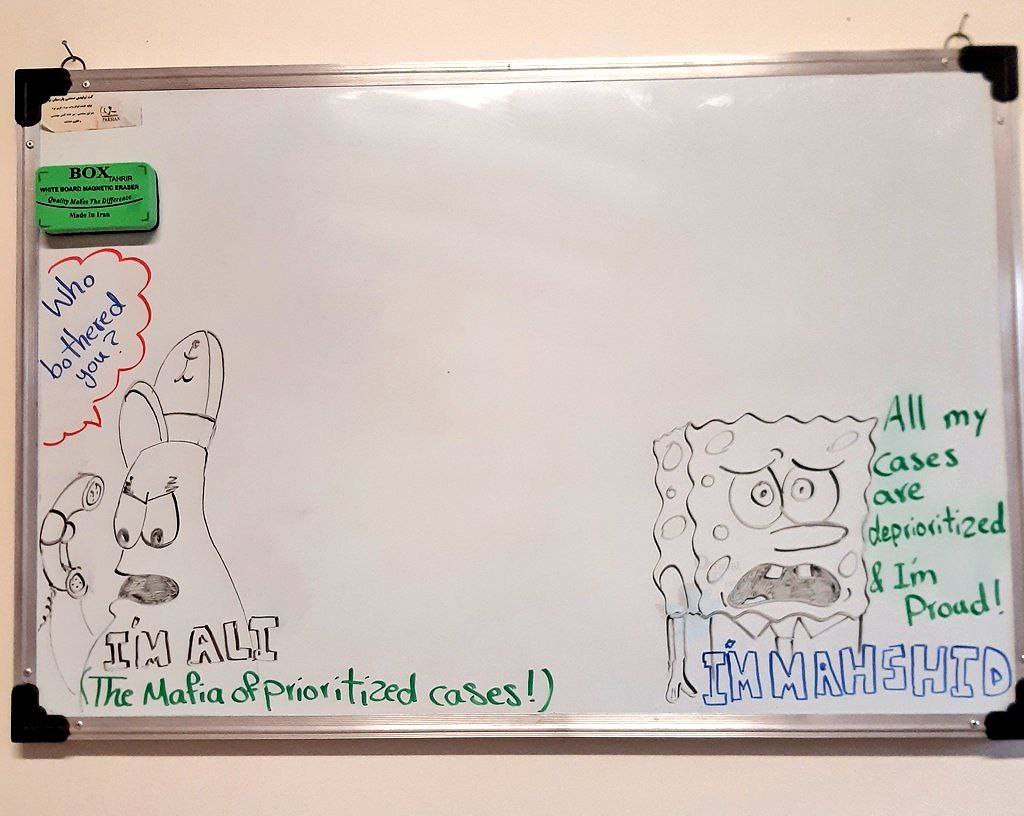 PARSIAN
BOX
TAHRIR
WHITE BOARD MAGNETIC ERASER
Quality Makes The Difference
Made In Iran
Who
bothered
you?
I'M ALI
(The Mafia of prioritized cases!)
All my
cases
are
deprioritized
& I'm
Proud!
I'M MAHSHID